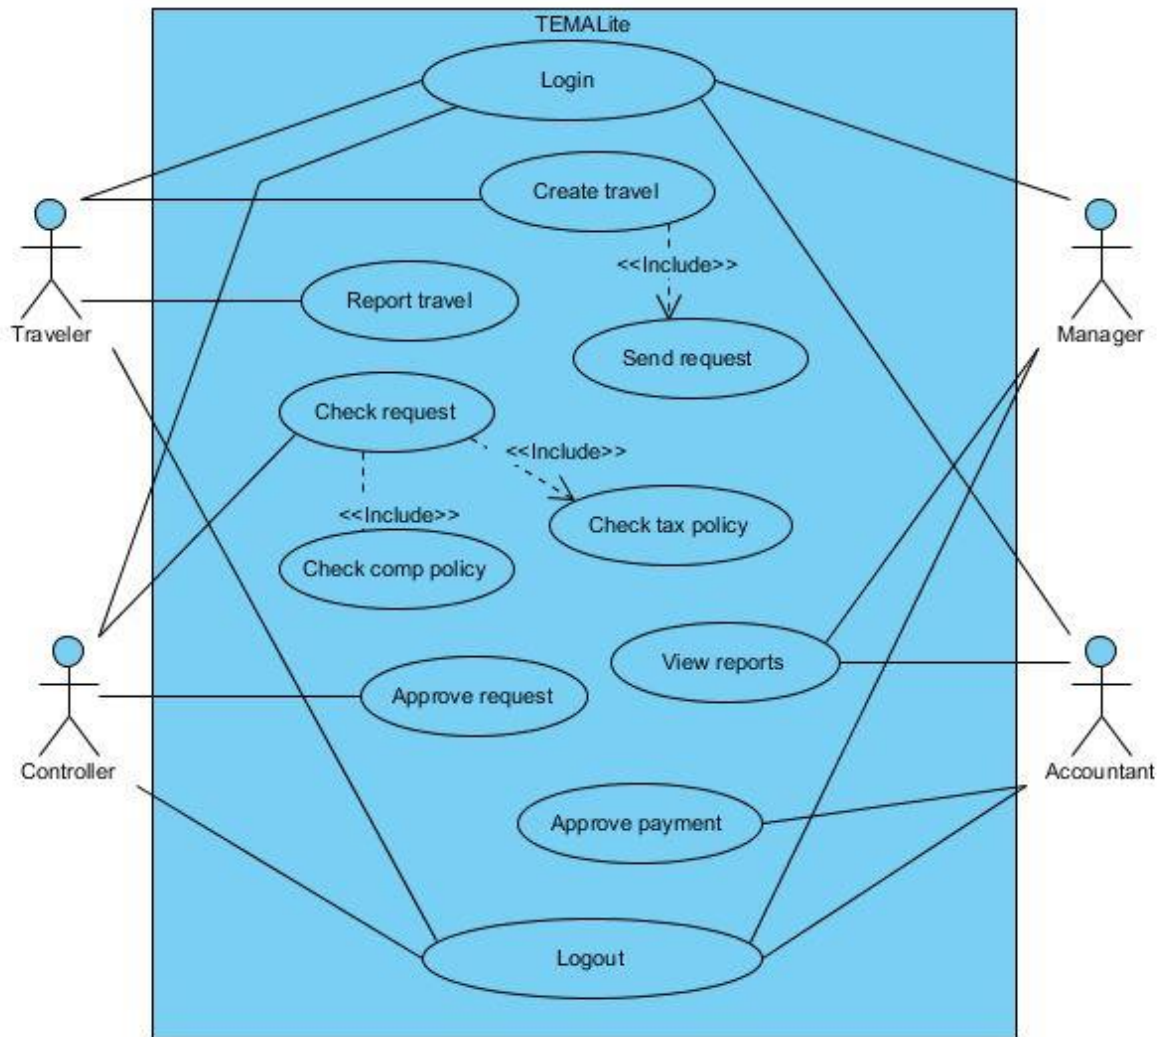 TEMALite
Login
Create travel
<<Include>>
Report travel
Traveler
Manager
Send request
Check request
<<Include>>
<<Include>>
Check tax policy
Check comp policy
View reports
Approve request
Controller
Accountant
Approve payment
Logout